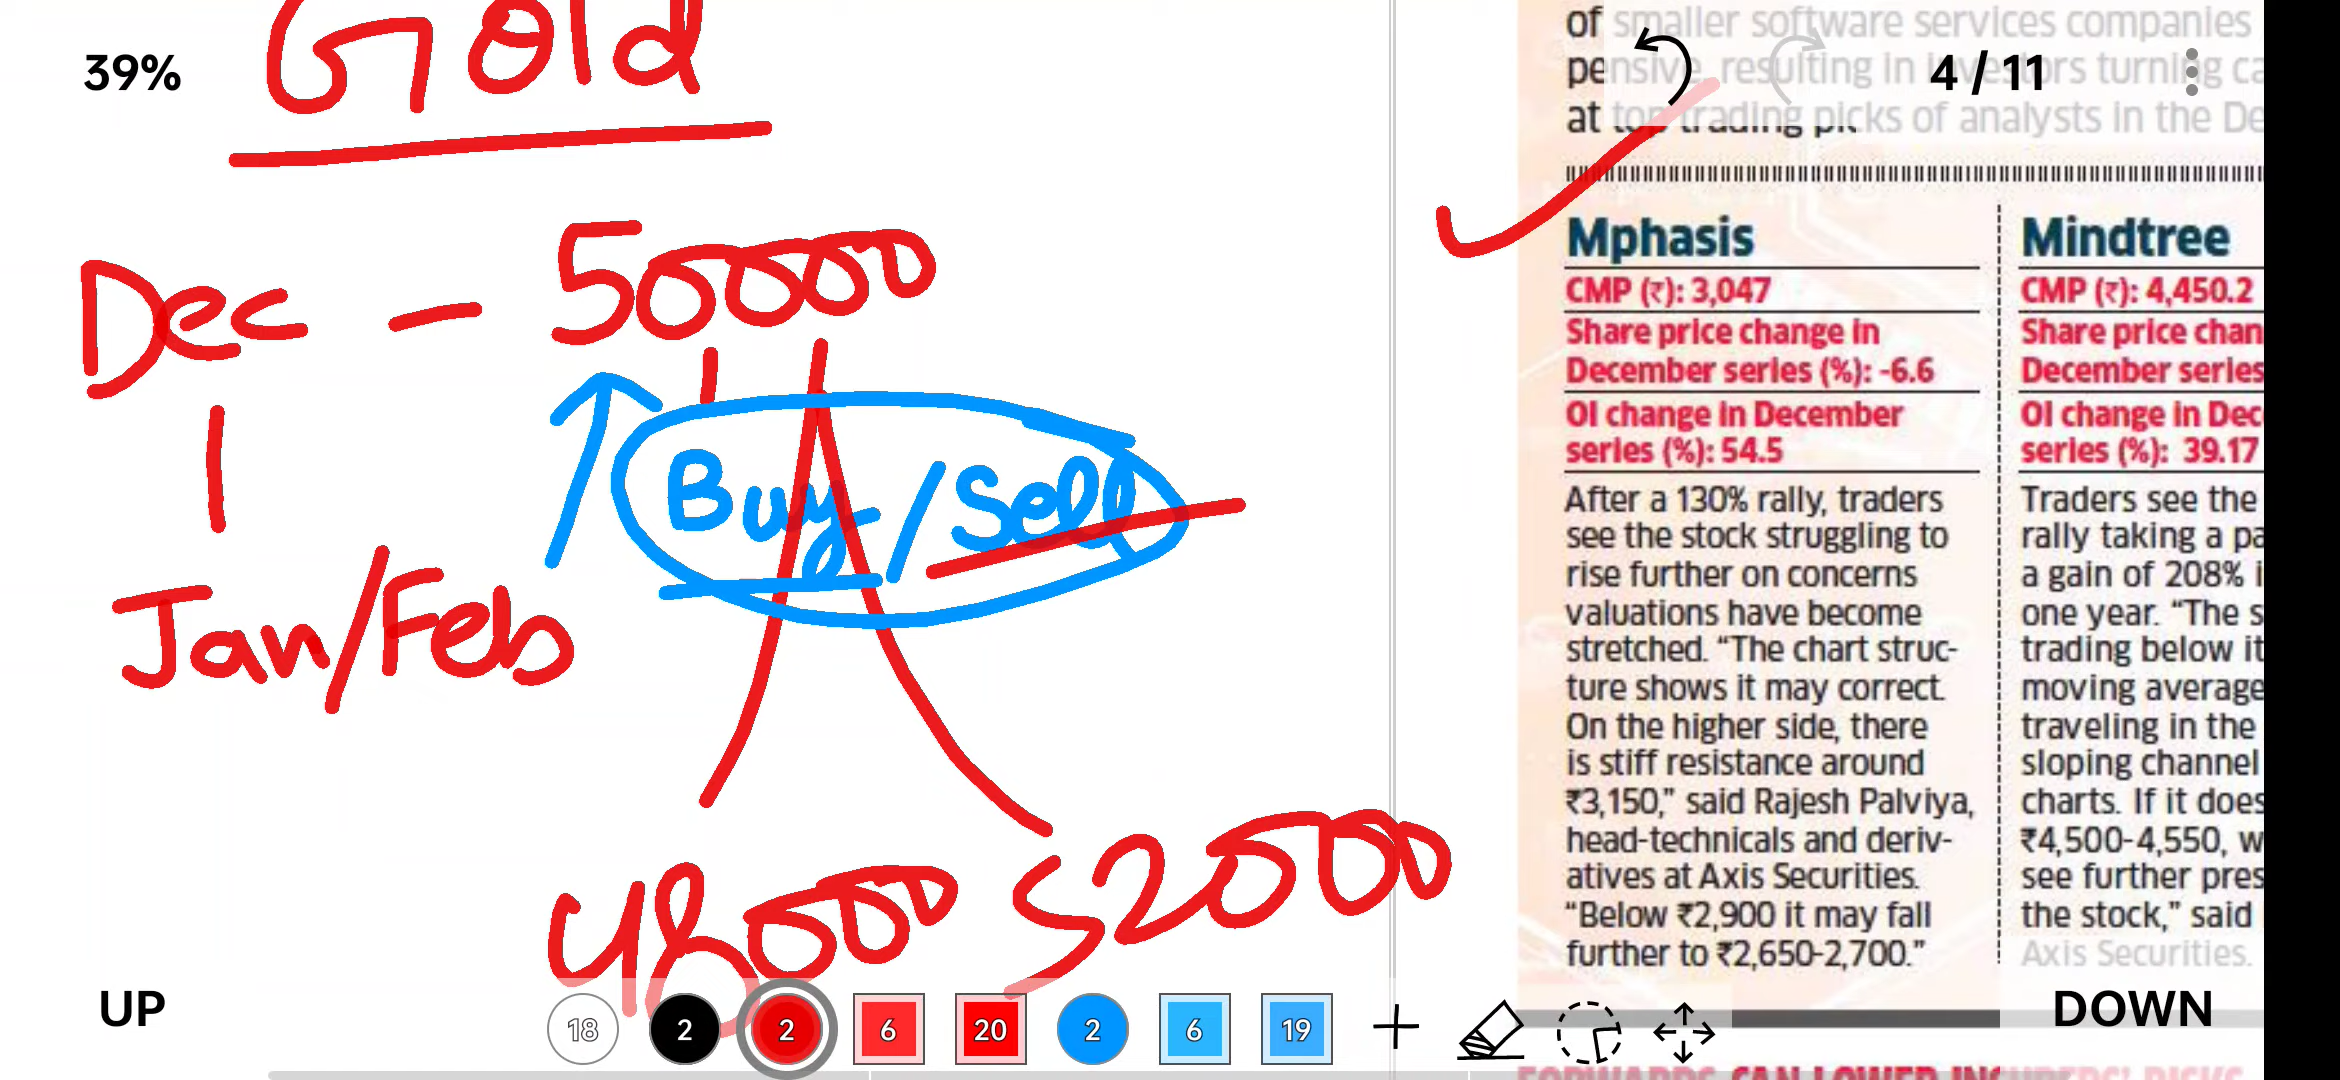 39%
Gold
Dec – 50000
Buy/Sell
Jan/Feb
48000 52000
UP
18 2 2 6 20 2 6 19
of smaller software services companies
pensive, resulting in investors turning ca
4 / 11
at top trading picks of analysts in the De
Mphasis
CMP (₹): 3,047
Share price change in
December series (%): -6.6
OI change in December
series (%): 54.5
After a 130% rally, traders
see the stock struggling to
rise further on concerns
valuations have become
stretched. “The chart struc-
ture shows it may correct.
On the higher side, there
is stiff resistance around
₹3,150,” said Rajesh Palviya,
head-technicals and deriv-
atives at Axis Securities.
“Below ₹2,900 it may fall
further to ₹2,650-2,700.”
Mindtree
CMP (₹): 4,450.2
Share price chan
December series
OI change in Dec
series (%): 39.17
Traders see the
rally taking a pa
a gain of 208% i
one year. “The s
trading below it
moving average
traveling in the
sloping channel
charts. If it does
₹4,500-4,550, w
see further pres
the stock,” said
Axis Securities.
DOWN
FORWARDS CAN LOWER INSURERS' RISKS